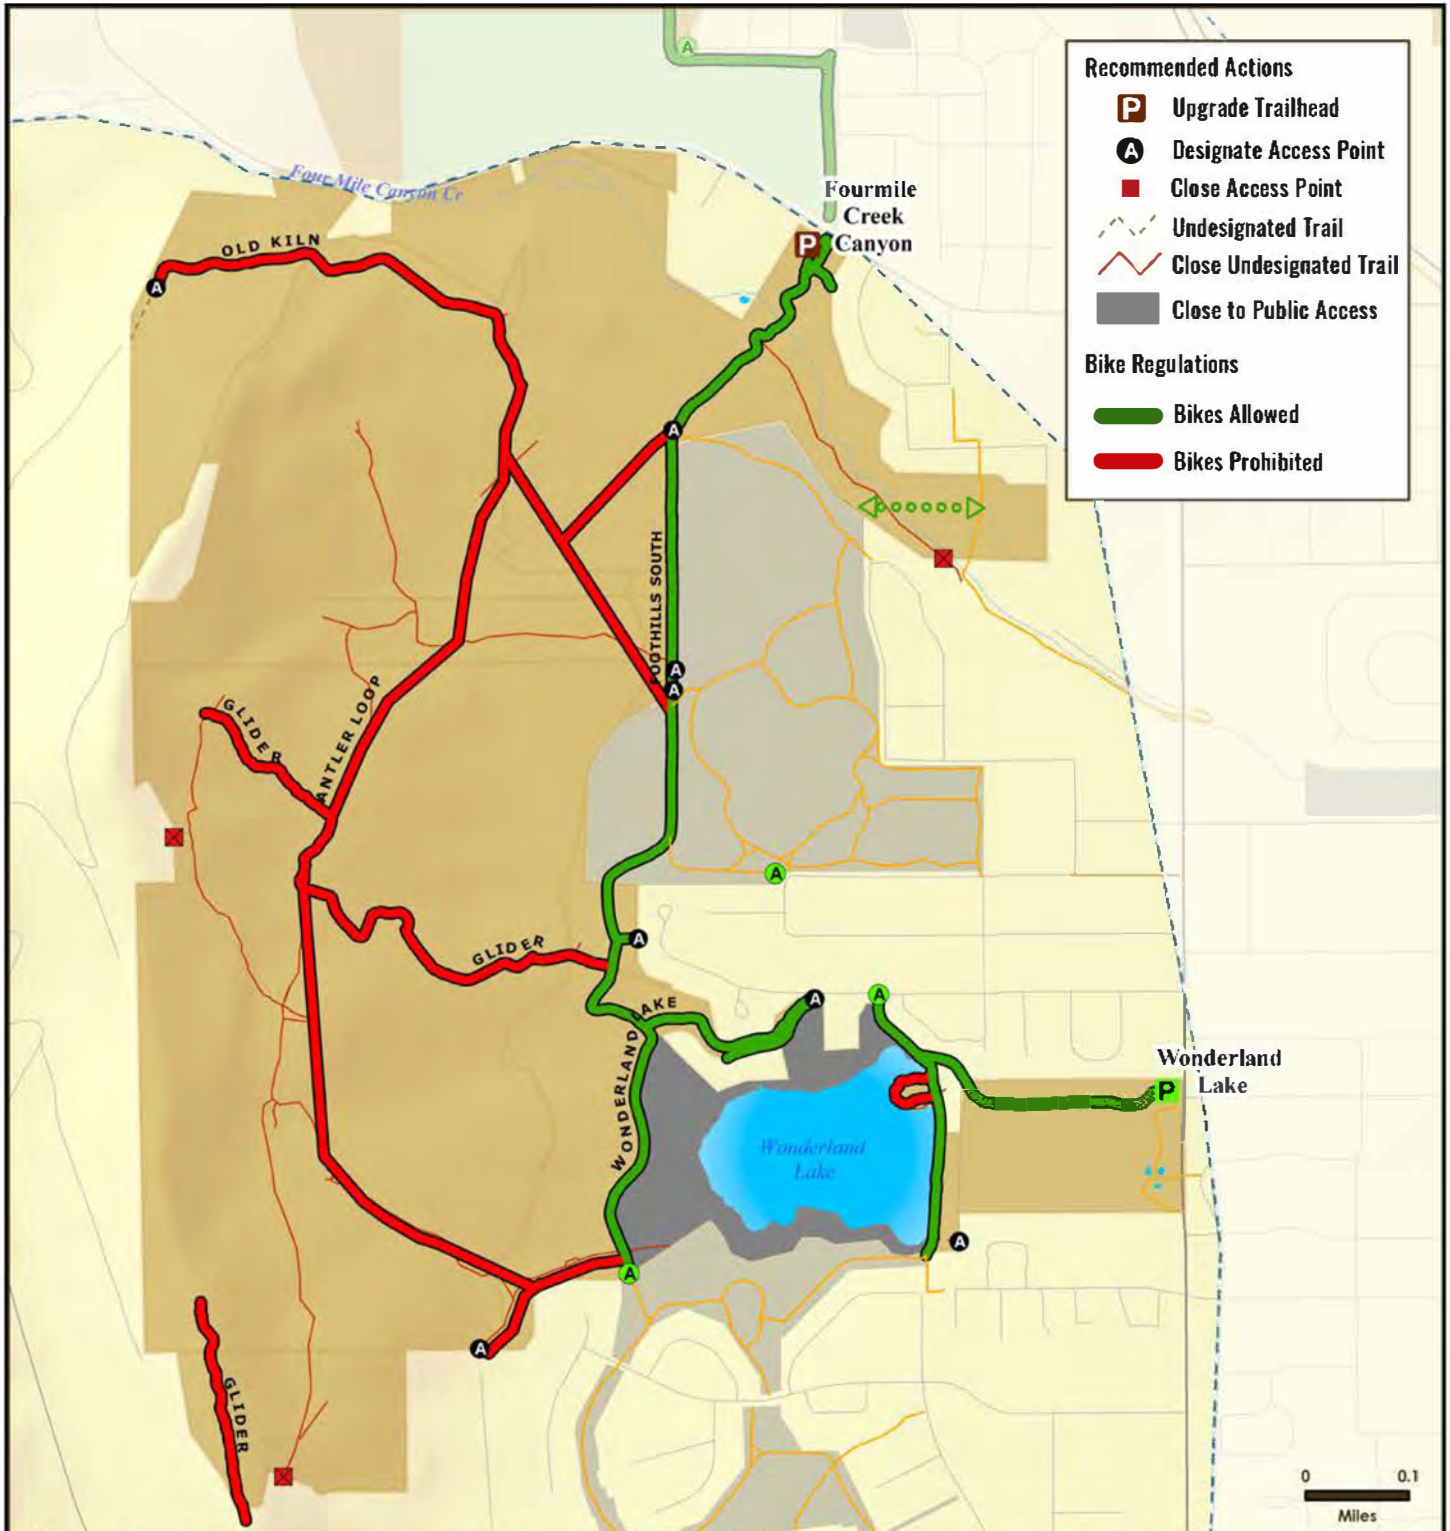 A
Recommended Actions
P Upgrade Trailhead
A Designate Access Point
Close Access Point
Undesignated Trail
Close Undesignated Trail
Close to Public Access
Bike Regulations
Bikes Allowed
Bikes Prohibited
Four Mile Canyon Cr
Fourmile
Creek
Canyon
P
OLD KILN
A
A
FOOTHILLS SOUTH
A
A
GLIDER
ANTLER LOOP
A
GLIDER
A
WONDERLAND LAKE
A
A
Wonderland
Lake
P
Wonderland
Lake
A
A
A
GLIDER
0 0.1
Miles